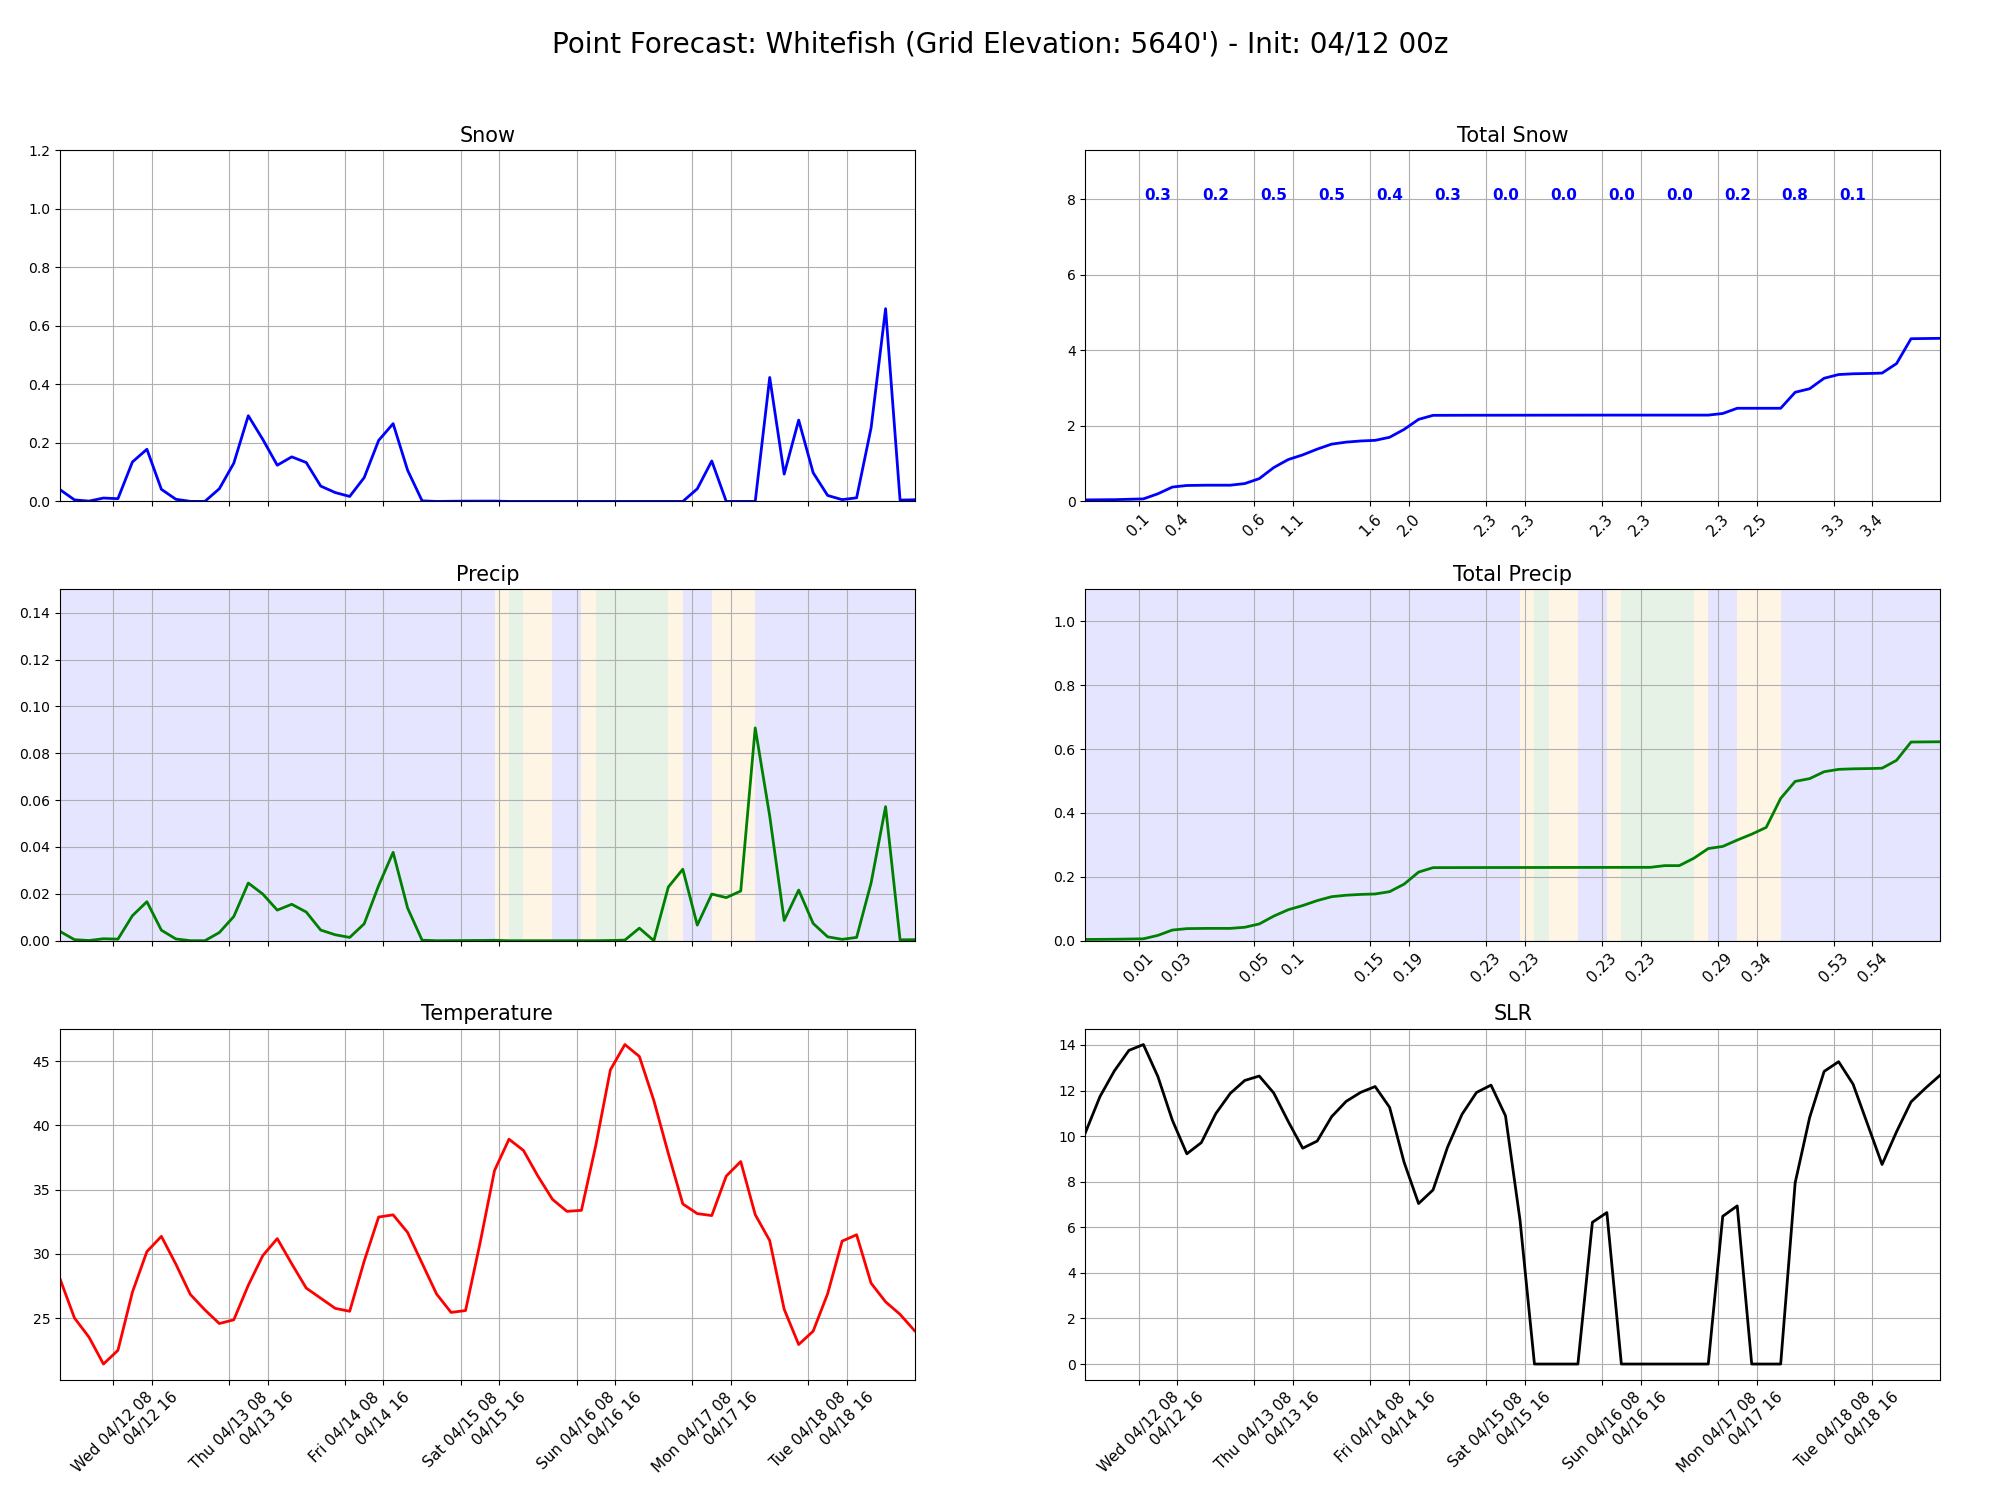 Point Forecast: Whitefish (Grid Elevation: 5640') - Init: 04/12 00z
Snow
1.2
1.0
0.8
0.6
0.4
0.2
0.0
Total Snow
8
6
4
2
0
0.3 0.2 0.5 0.5 0.4 0.3 0.0 0.0 0.0 0.0 0.2 0.8 0.1
0.1 0.4 0.6 1.1 1.6 2.0 2.3 2.3 2.3 2.3 2.3 2.5 3.3 3.4
Precip
0.14
0.12
0.10
0.08
0.06
0.04
0.02
0.00
Total Precip
1.0
0.8
0.6
0.4
0.2
0.0
0.01 0.03 0.05 0.1 0.15 0.19 0.23 0.23 0.23 0.23 0.29 0.34 0.53 0.54
Temperature
45
40
35
30
25
Wed 04/12 08
04/12 16
Thu 04/13 08
04/13 16
Fri 04/14 08
04/14 16
Sat 04/15 08
04/15 16
Sun 04/16 08
04/16 16
Mon 04/17 08
04/17 16
Tue 04/18 08
04/18 16
SLR
14
12
10
8
6
4
2
0
Wed 04/12 08
04/12 16
Thu 04/13 08
04/13 16
Fri 04/14 08
04/14 16
Sat 04/15 08
04/15 16
Sun 04/16 08
04/16 16
Mon 04/17 08
04/17 16
Tue 04/18 08
04/18 16